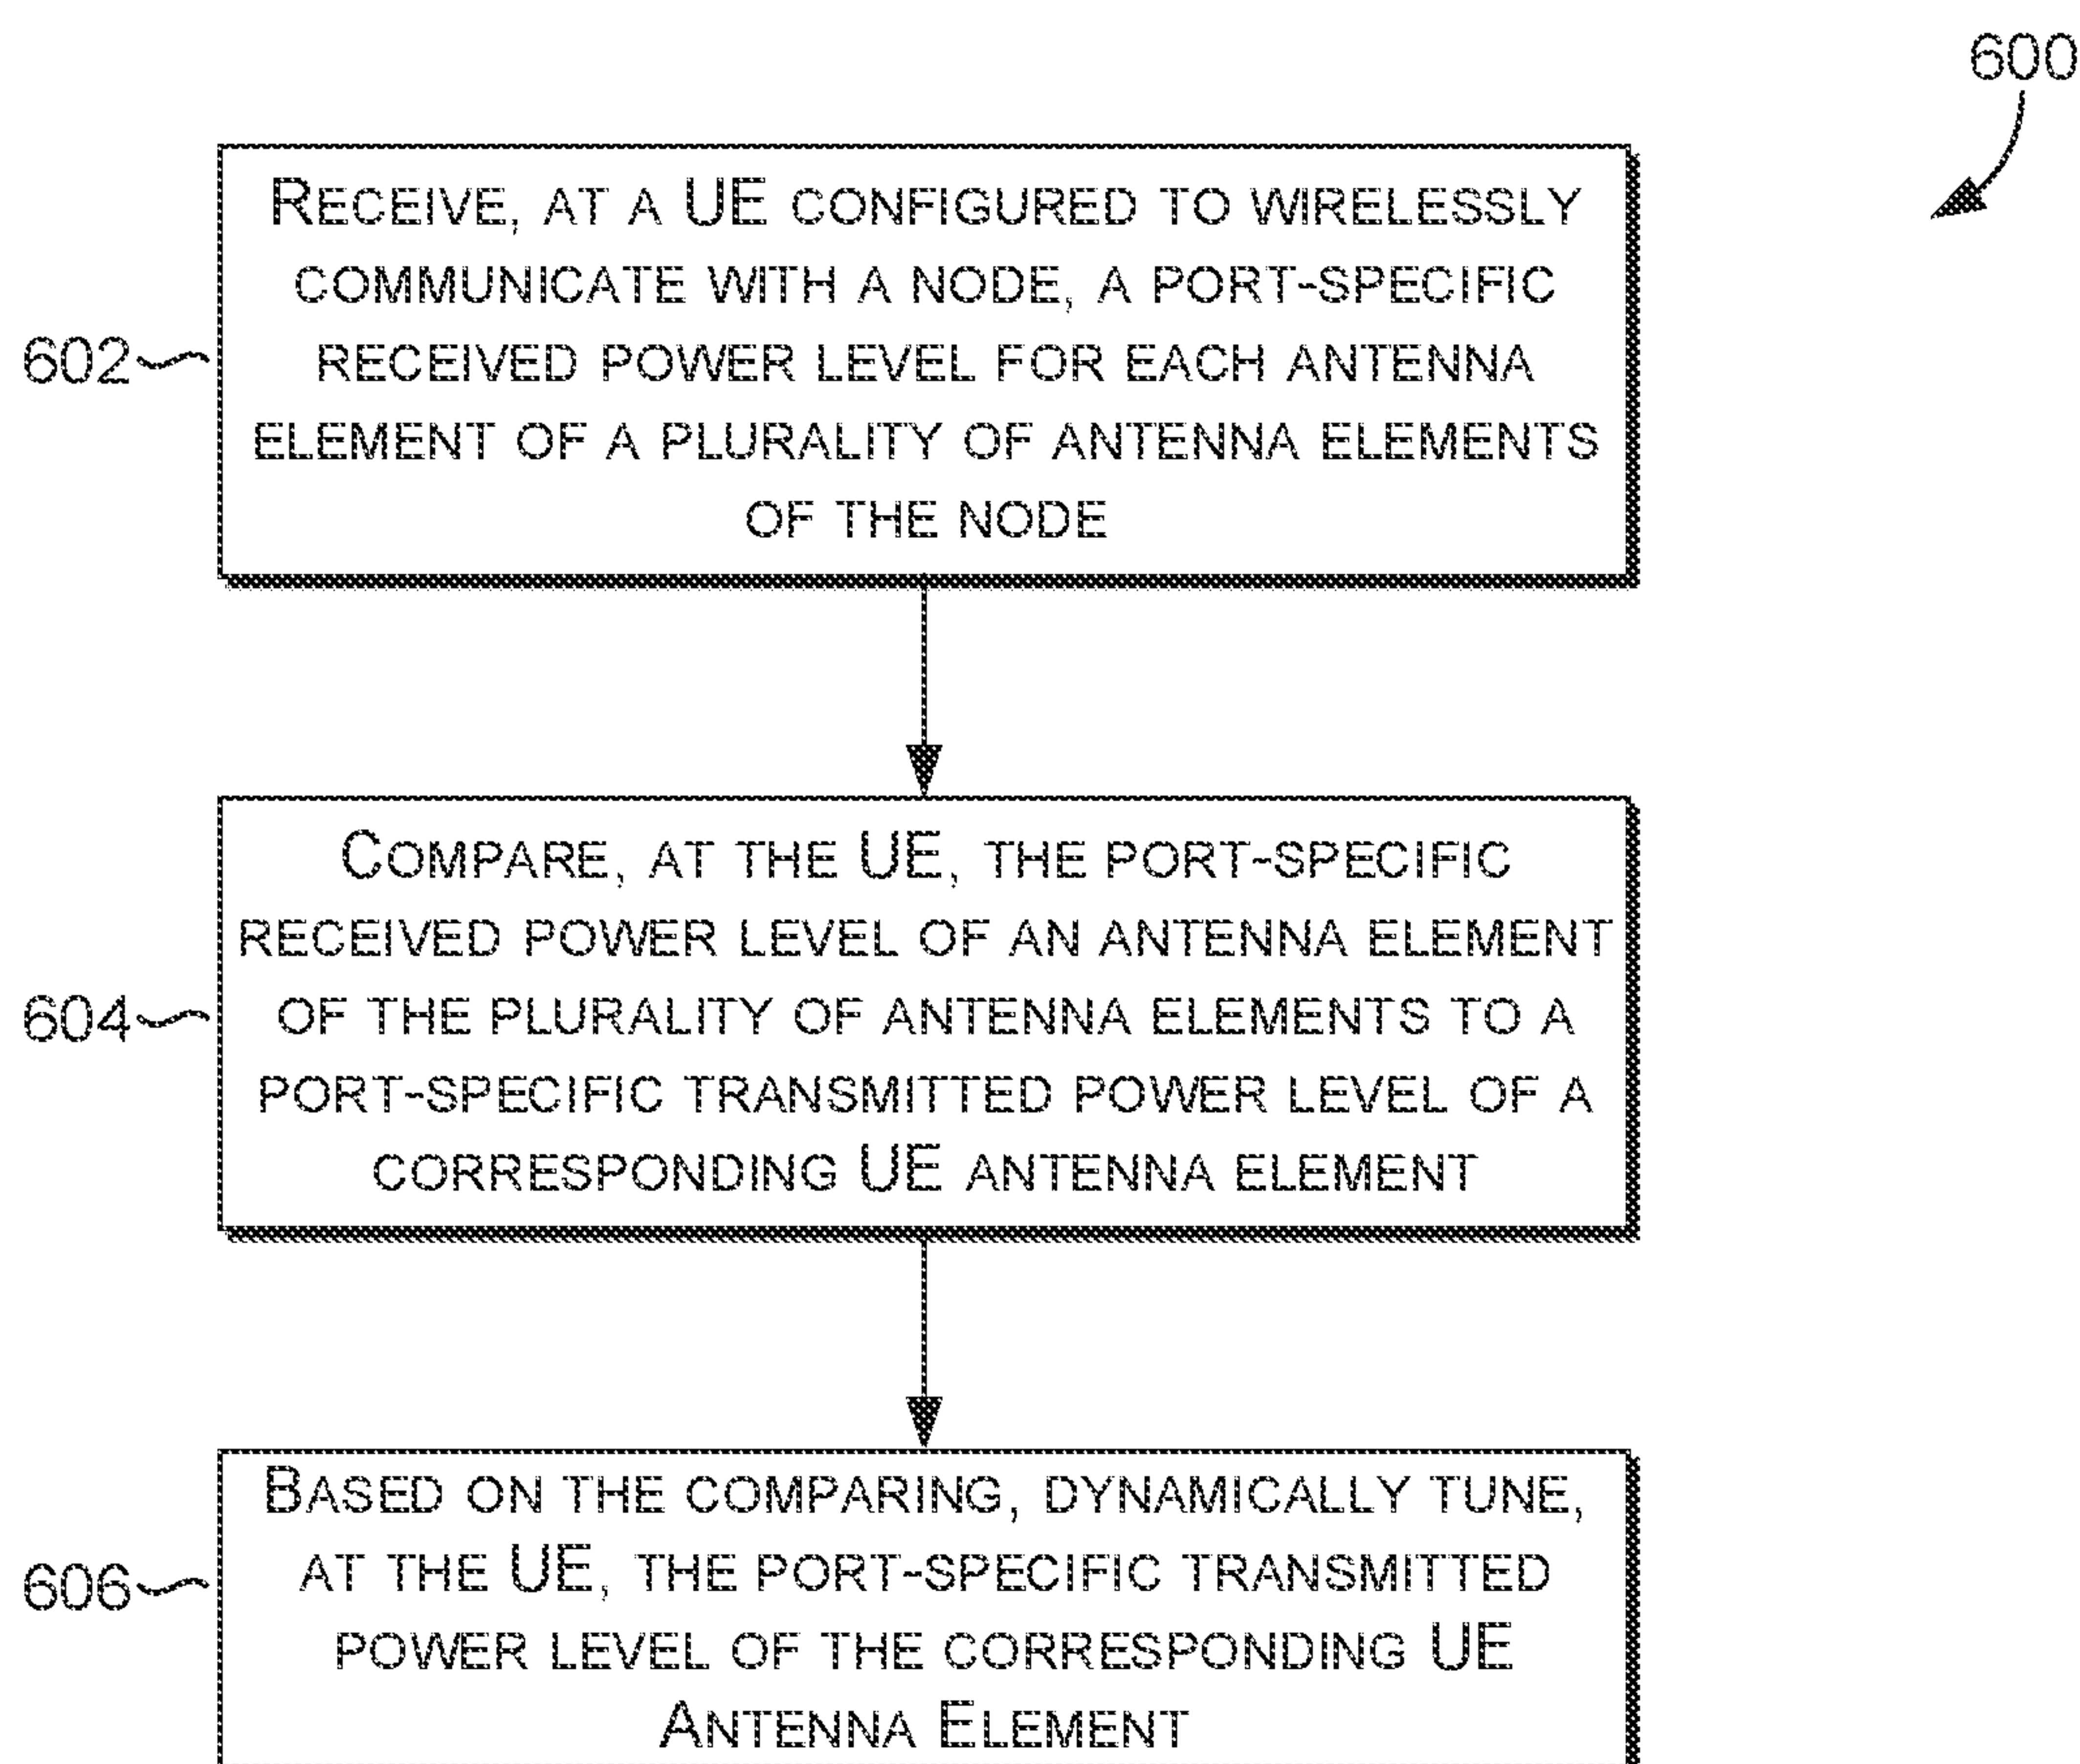 600
RECEIVE, AT A UE CONFIGURED TO WIRELESSLY
COMMUNICATE WITH A NODE, A PORT-SPECIFIC
RECEIVED POWER LEVEL FOR EACH ANTENNA
ELEMENT OF A PLURALITY OF ANTENNA ELEMENTS
OF THE NODE
602
COMPARE, AT THE UE, THE PORT-SPECIFIC
RECEIVED POWER LEVEL OF AN ANTENNA ELEMENT
OF THE PLURALITY OF ANTENNA ELEMENTS TO A
PORT-SPECIFIC TRANSMITTED POWER LEVEL OF A
CORRESPONDING UE ANTENNA ELEMENT
604
BASED ON THE COMPARING, DYNAMICALLY TUNE,
AT THE UE, THE PORT-SPECIFIC TRANSMITTED
POWER LEVEL OF THE CORRESPONDING UE
ANTENNA ELEMENT
606